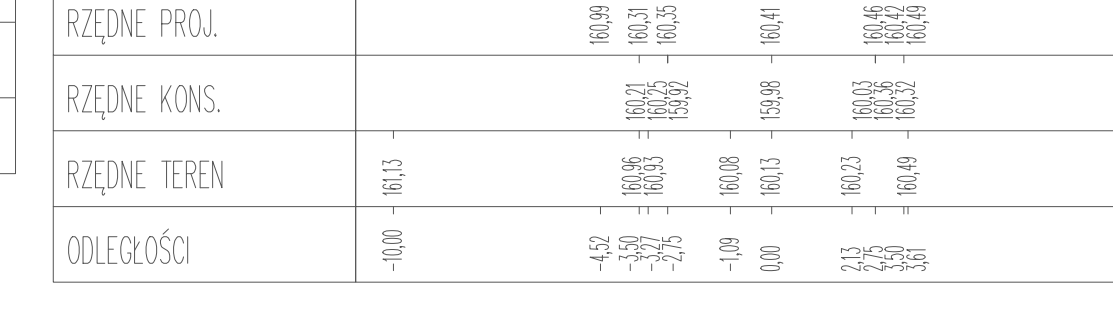 RZĘDNE PROJ. 160,99 160,31 160,35 160,41 160,46 160,42 160,49
RZĘDNE KONS. 160,21 160,25 159,92 159,98 160,03 160,36 160,32
RZĘDNE TEREN 161,13 160,96 160,93 160,08 160,13 160,23 160,49
ODLEGŁOŚCI -10,00 -4,52 -3,50 -3,27 -2,75 -1,09 0,00 2,13 2,75 3,50 3,61